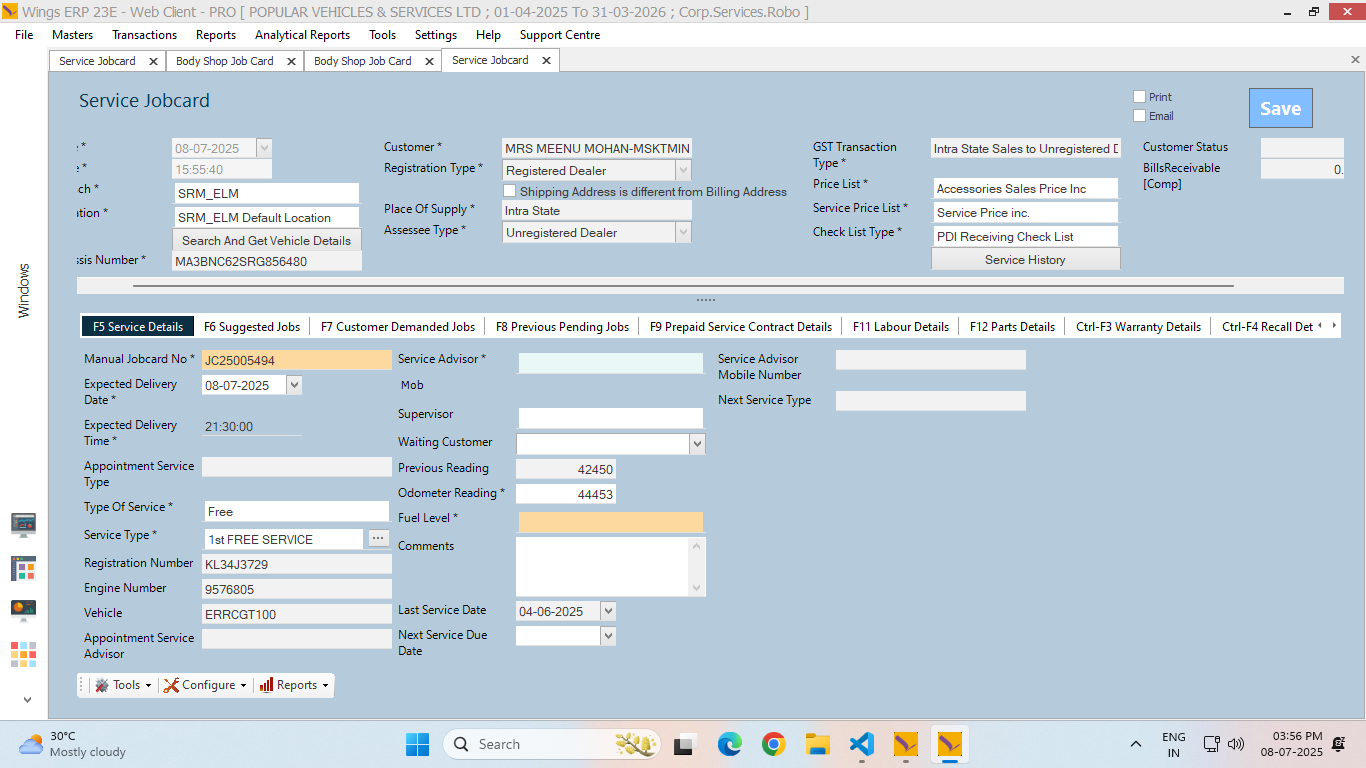 Wings ERP 23E - Web Client - PRO [ POPULAR VEHICLES & SERVICES LTD ; 01-04-2025 To 31-03-2026 ; Corp.Services.Robo ]
File Masters Transactions Reports Analytical Reports Tools Settings Help Support Centre
Service Jobcard Body Shop Job Card Body Shop Job Card Service Jobcard
Service Jobcard
Print
Email
Save
* 08-07-2025
* 15:55:40
ch * SRM_ELM
tion * SRM_ELM Default Location
Search And Get Vehicle Details
ssis Number * MA3BNC62SRG856480
Customer * MRS MEENU MOHAN-MSKTMIN
Registration Type * Registered Dealer
Shipping Address is different from Billing Address
Place Of Supply * Intra State
Assessee Type * Unregistered Dealer
GST Transaction Type * Intra State Sales to Unregistered D
Price List * Accessories Sales Price Inc
Service Price List * Service Price inc.
Check List Type * PDI Receiving Check List
Service History
Customer Status
BillsReceivable [Comp] 0.
Windows
F5 Service Details F6 Suggested Jobs F7 Customer Demanded Jobs F8 Previous Pending Jobs F9 Prepaid Service Contract Details F11 Labour Details F12 Parts Details Ctrl-F3 Warranty Details Ctrl-F4 Recall Det
Manual Jobcard No * JC25005494
Expected Delivery Date * 08-07-2025
Expected Delivery Time * 21:30:00
Appointment Service Type
Type Of Service * Free
Service Type * 1st FREE SERVICE ...
Registration Number KL34J3729
Engine Number 9576805
Vehicle ERRCGT100
Appointment Service Advisor
Service Advisor *
Mob
Supervisor
Waiting Customer
Previous Reading 42450
Odometer Reading * 44453
Fuel Level *
Comments
Last Service Date 04-06-2025
Next Service Due Date
Service Advisor Mobile Number
Next Service Type
Tools Configure Reports
30°C
Mostly cloudy
Search
ENG
IN
03:56 PM
08-07-2025